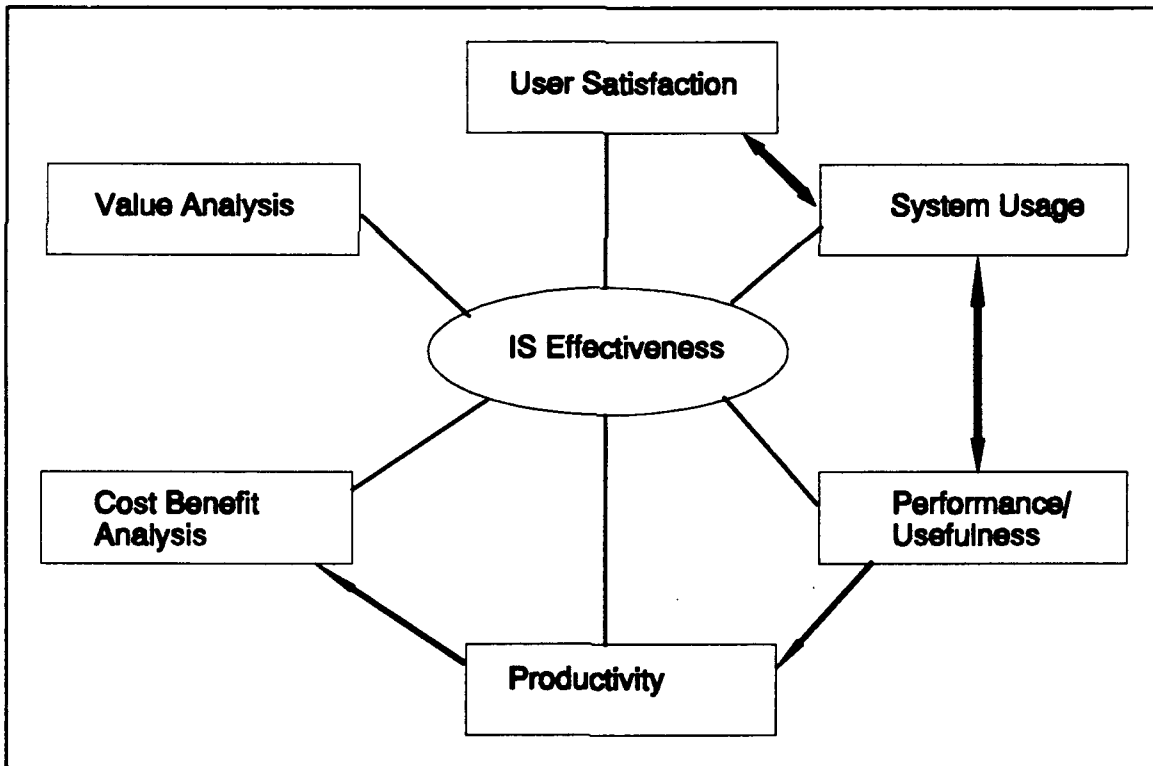 User Satisfaction
Value Analysis
System Usage
IS Effectiveness
Cost Benefit
Analysis
Performance/
Usefulness
Productivity